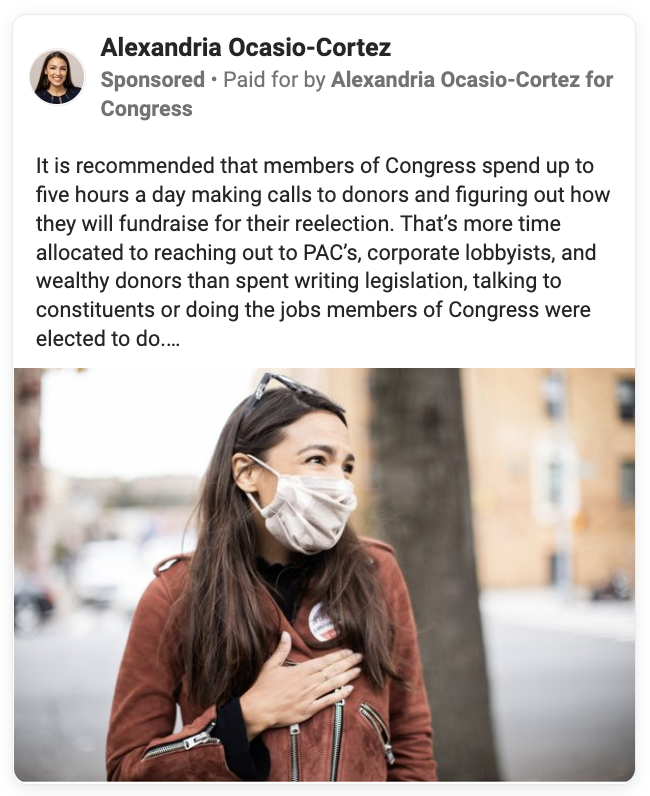 Alexandria Ocasio-Cortez
Sponsored • Paid for by Alexandria Ocasio-Cortez for
Congress
It is recommended that members of Congress spend up to
five hours a day making calls to donors and figuring out how
they will fundraise for their reelection. That’s more time
allocated to reaching out to PAC’s, corporate lobbyists, and
wealthy donors than spent writing legislation, talking to
constituents or doing the jobs members of Congress were
elected to do.…